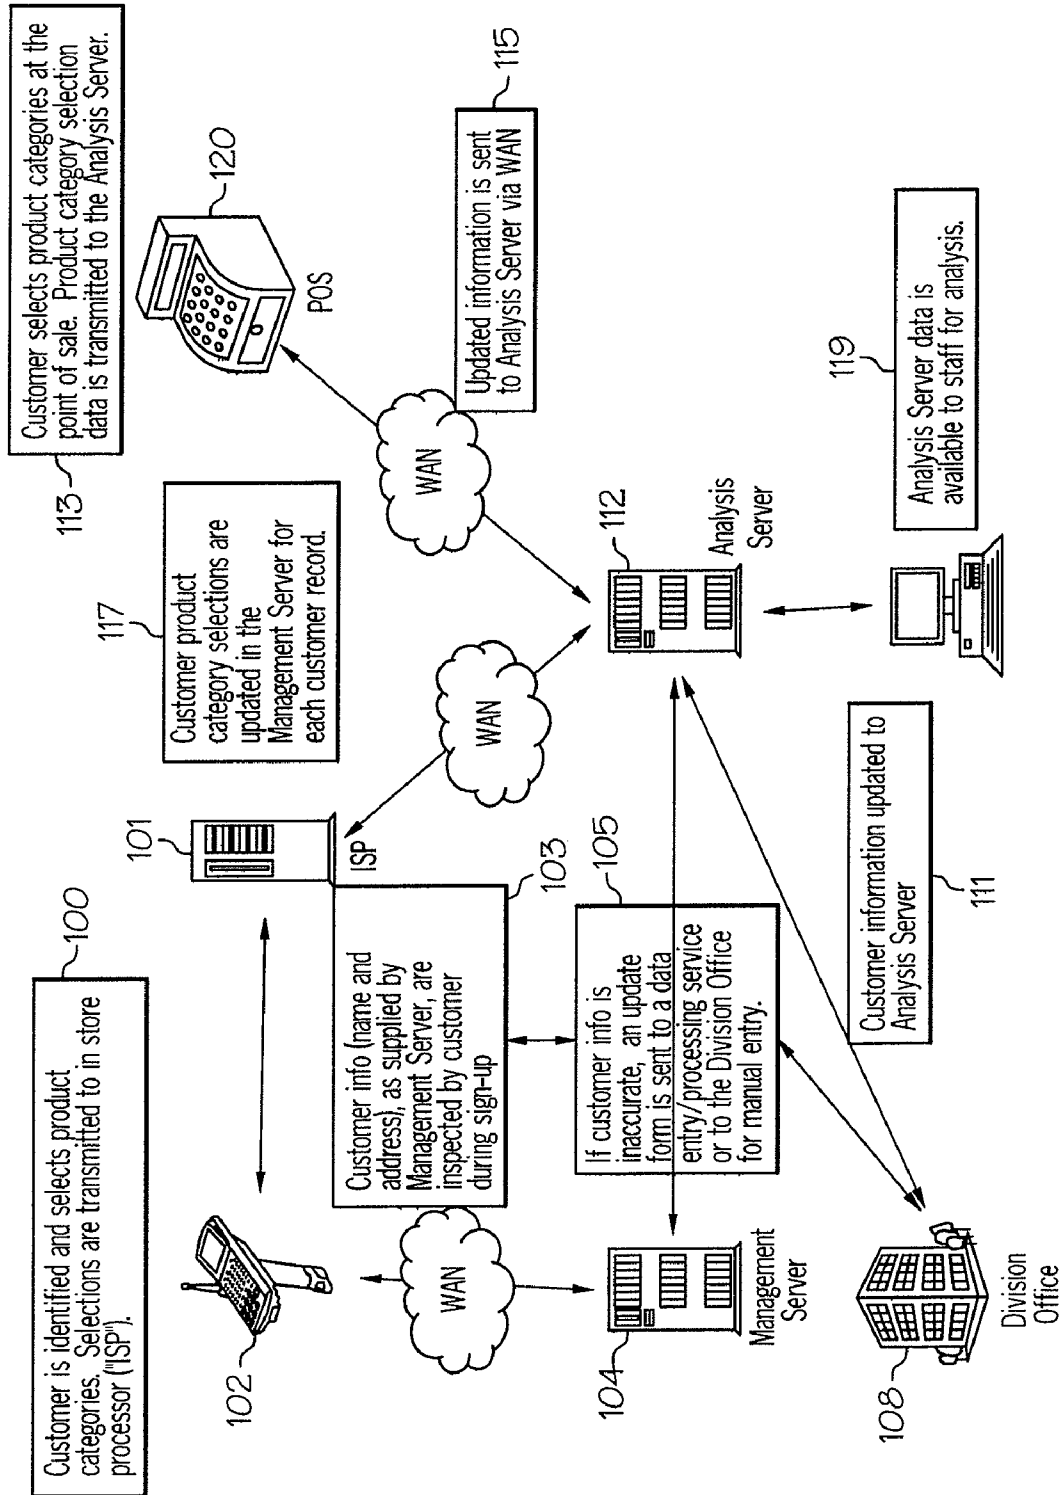 100
Customer is identified and selects product
categories. Selections are transmitted to in store
processor ("ISP").
102
101
ISP
Customer info (name and
address), as supplied by
Management Server, are
inspected by customer
during sign-up
103
WAN
104
Management
Server
If customer info is
inaccurate, an update
form is sent to a data
entry/processing service
or to the Division Office
for manual entry.
105
108
Division
Office
Customer information updated to
Analysis Server
111
117
Customer product
category selections are
updated in the
Management Server for
each customer record.
WAN
112
Analysis
Server
113
Customer selects product categories at the
point of sale. Product category selection
data is transmitted to the Analysis Server.
120
POS
WAN
115
Updated information is sent
to Analysis Server via WAN
119
Analysis Server data is
available to staff for analysis.